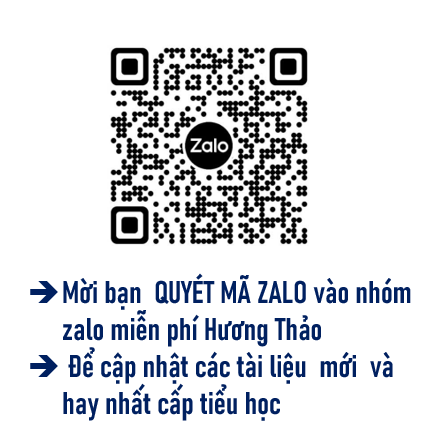 Zalo
➔ Mời bạn QUYÉT MÃ ZALO vào nhóm
zalo miễn phí Hương Thảo
➔ Để cập nhật các tài liệu mới và
hay nhất cấp tiểu học